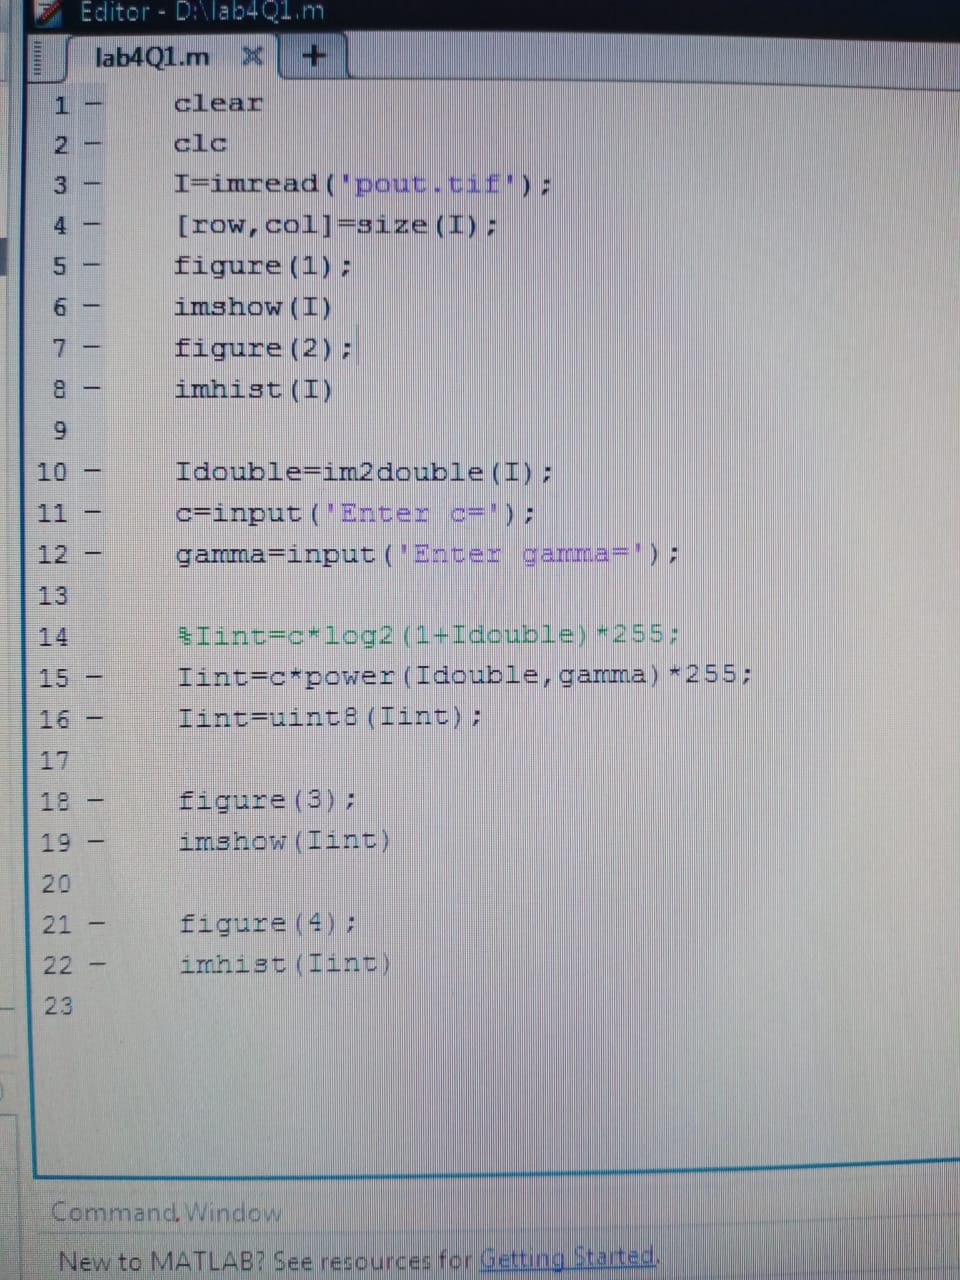 Editor - D:\lab4Q1.m
lab4Q1.m
1 - clear
2 - clc
3 - I=imread('pout.tif');
4 - [row,col]=size(I);
5 - figure(1);
6 - imshow(I)
7 - figure(2);
8 - imhist(I)
9
10 - Idouble=im2double(I);
11 - c=input('Enter c=');
12 - gamma=input('Enter gamma=');
13
14 %Iint=c*log2(1+Idouble)*255;
15 - Iint=c*power(Idouble,gamma)*255;
16 - Iint=uint8(Iint);
17
18 - figure(3);
19 - imshow(Iint)
20
21 - figure(4);
22 - imhist(Iint)
23
Command Window
New to MATLAB? See resources for Getting Started.